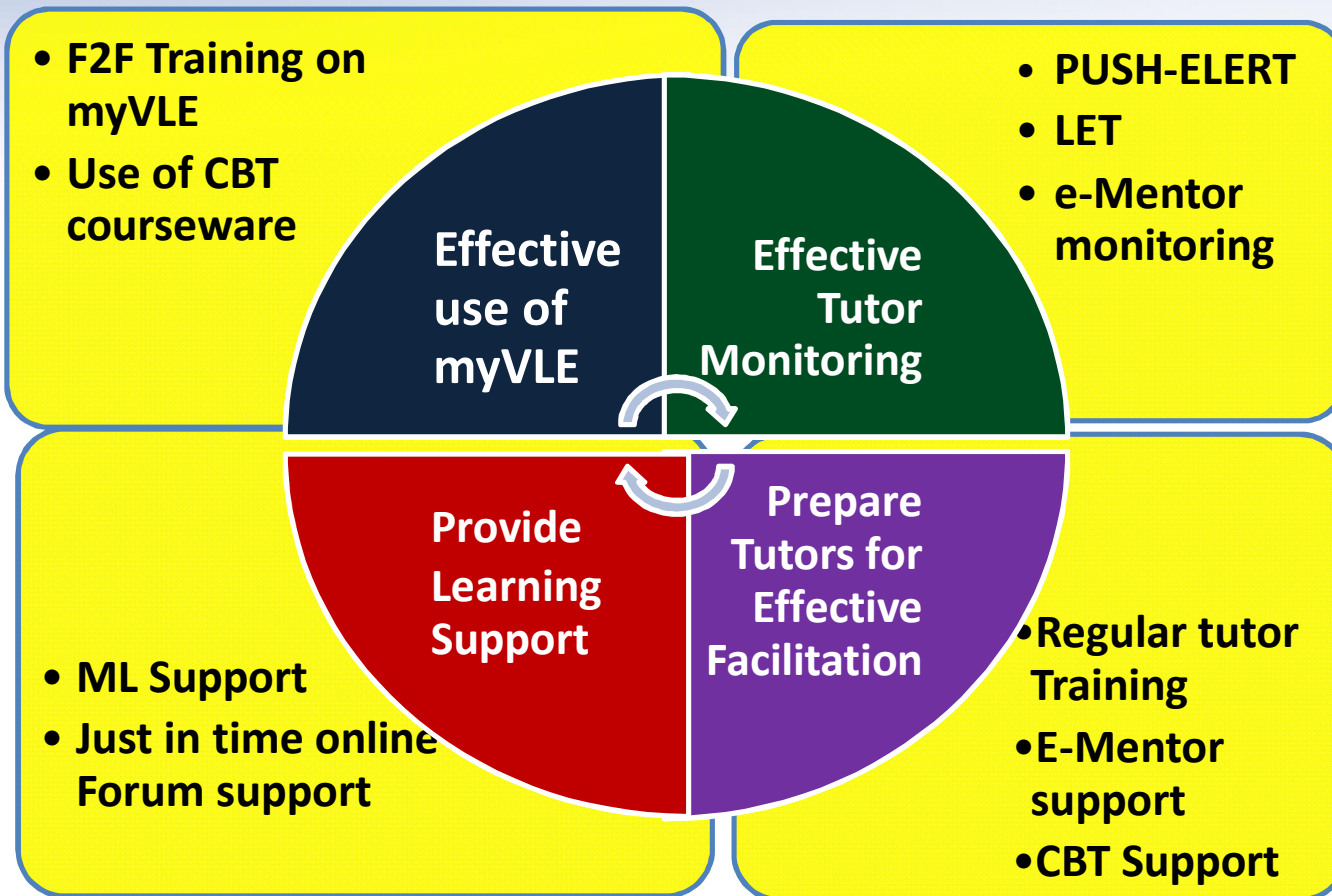 • F2F Training on
myVLE
• Use of CBT
courseware
Effective
use of
myVLE
• PUSH-ELERT
• LET
• e-Mentor
monitoring
Effective
Tutor
Monitoring
Provide
Learning
Support
• ML Support
• Just in time online
Forum support
Prepare
Tutors for
Effective
Facilitation
•Regular tutor
Training
•E-Mentor
support
•CBT Support